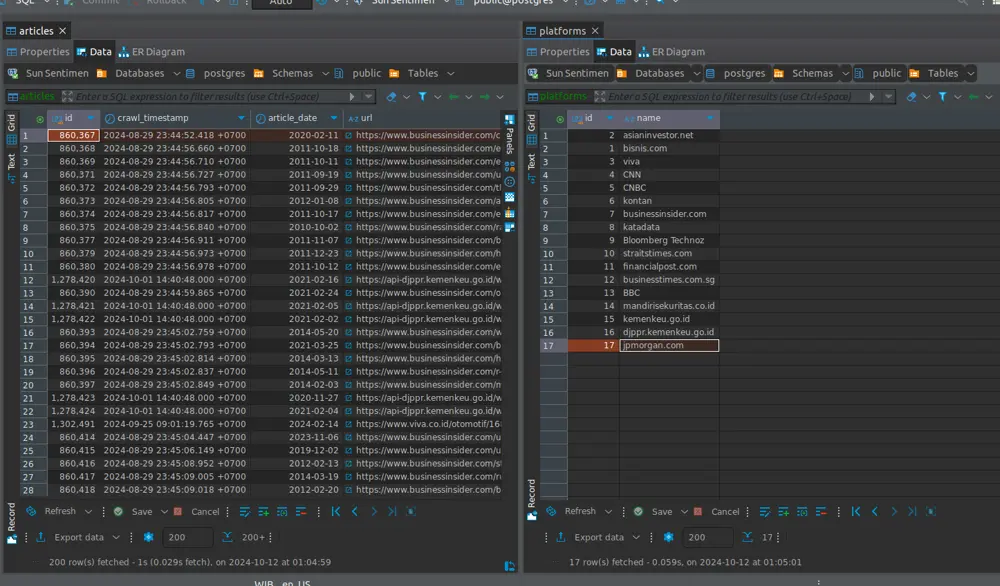 SQL Commit Rollback Auto Sun Sentimen public@postgres
articles
Properties Data ER Diagram
Sun Sentimen Databases postgres Schemas public Tables
articles Enter a SQL expression to filter results (use Ctrl+Space)
id crawl_timestamp article_date A-Z url
1 860,367 2024-08-29 23:44:52.418 +0700 2020-02-11 https://www.businessinsider.com/c
2 860,368 2024-08-29 23:44:56.660 +0700 2011-10-18 https://www.businessinsider.com/e
3 860,369 2024-08-29 23:44:56.710 +0700 2011-10-11 https://www.businessinsider.com/e
4 860,371 2024-08-29 23:44:56.727 +0700 2011-09-19 https://www.businessinsider.com/u
5 860,372 2024-08-29 23:44:56.793 +0700 2011-09-29 https://www.businessinsider.com/tl
6 860,373 2024-08-29 23:44:56.805 +0700 2012-01-08 https://www.businessinsider.com/a
7 860,374 2024-08-29 23:44:56.817 +0700 2011-10-17 https://www.businessinsider.com/e
8 860,375 2024-08-29 23:44:56.840 +0700 2010-10-02 https://www.businessinsider.com/r
9 860,377 2024-08-29 23:44:56.911 +0700 2011-11-07 https://www.businessinsider.com/b
10 860,379 2024-08-29 23:44:56.973 +0700 2011-12-23 https://www.businessinsider.com/h
11 860,380 2024-08-29 23:44:56.978 +0700 2011-10-12 https://www.businessinsider.com/e
12 1,278,420 2024-10-01 14:40:48.000 +0700 2021-02-16 https://api-djppr.kemenkeu.go.id/w
13 860,390 2024-08-29 23:44:59.865 +0700 2021-02-24 https://www.businessinsider.com/o
14 1,278,421 2024-10-01 14:40:48.000 +0700 2021-02-05 https://api-djppr.kemenkeu.go.id/w
15 1,278,422 2024-10-01 14:40:48.000 +0700 2021-02-02 https://api-djppr.kemenkeu.go.id/w
16 860,393 2024-08-29 23:45:02.759 +0700 2014-05-20 https://www.businessinsider.com/h
17 860,394 2024-08-29 23:45:02.793 +0700 2021-03-25 https://www.businessinsider.com/b
18 860,395 2024-08-29 23:45:02.814 +0700 2014-03-13 https://www.businessinsider.com/h
19 860,396 2024-08-29 23:45:02.837 +0700 2014-05-11 https://www.businessinsider.com/r-
20 860,397 2024-08-29 23:45:02.849 +0700 2014-02-03 https://www.businessinsider.com/n
21 1,278,423 2024-10-01 14:40:48.000 +0700 2020-11-27 https://api-djppr.kemenkeu.go.id/w
22 1,278,424 2024-10-01 14:40:48.000 +0700 2021-02-04 https://api-djppr.kemenkeu.go.id/w
23 1,302,491 2024-09-25 09:01:19.765 +0700 2024-02-14 https://www.viva.co.id/otomotif/16
24 860,414 2024-08-29 23:45:04.447 +0700 2023-11-06 https://www.businessinsider.com/u
25 860,415 2024-08-29 23:45:06.149 +0700 2019-12-02 https://www.businessinsider.com/b
26 860,416 2024-08-29 23:45:08.952 +0700 2012-02-13 https://www.businessinsider.com/s
27 860,417 2024-08-29 23:45:09.005 +0700 2014-03-19 https://www.businessinsider.com/r
28 860,418 2024-08-29 23:45:09.018 +0700 2012-02-20 https://www.businessinsider.com/b
Grid
Text
Record
Panels
Refresh Save Cancel
Export data 200 200+
200 row(s) fetched - 1s (0.029s fetch), on 2024-10-12 at 01:04:59
platforms
Properties Data ER Diagram
Sun Sentimen Databases postgres Schemas public Tables
platforms Enter a SQL expression to filter results (use Ctrl+Space)
id A-Z name
1 2 asianinvestor.net
2 1 bisnis.com
3 3 viva
4 4 CNN
5 5 CNBC
6 6 kontan
7 7 businessinsider.com
8 8 katadata
9 9 Bloomberg Technoz
10 10 straitstimes.com
11 11 financialpost.com
12 12 businesstimes.com.sg
13 13 BBC
14 14 mandirisekuritas.co.id
15 15 kemenkeu.go.id
16 16 djppr.kemenkeu.go.id
17 17 jpmorgan.com
Grid
Text
Record
Refresh Save Cancel
Export data 200 17
17 row(s) fetched - 0.059s, on 2024-10-12 at 01:05:01
WIB en_US